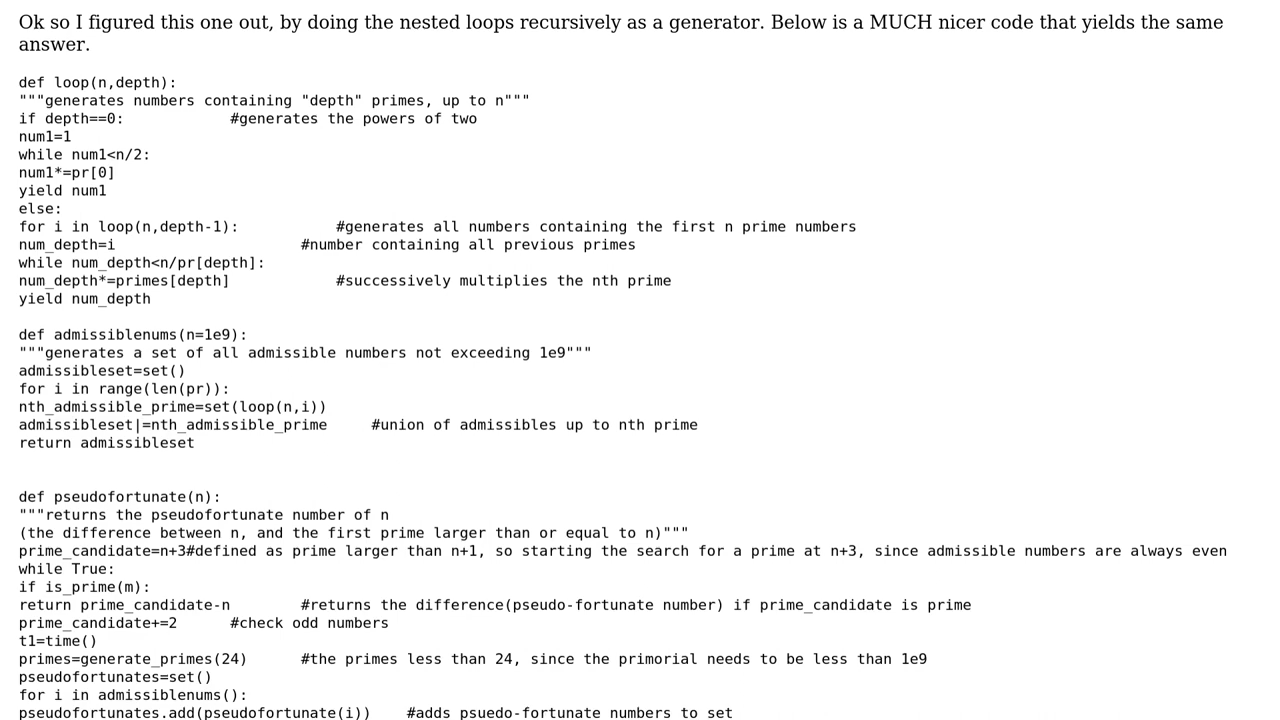 Ok so I figured this one out, by doing the nested loops recursively as a generator. Below is a MUCH nicer code that yields the same
answer.
def loop(n,depth):
"""generates numbers containing "depth" primes, up to n"""
if depth==0:            #generates the powers of two
num1=1
while num1<n/2:
num1*=pr[0]
yield num1
else:
for i in loop(n,depth-1):           #generates all numbers containing the first n prime numbers
num_depth=i                     #number containing all previous primes
while num_depth<n/pr[depth]:
num_depth*=primes[depth]            #successively multiplies the nth prime
yield num_depth
def admissiblenums(n=1e9):
"""generates a set of all admissible numbers not exceeding 1e9"""
admissibleset=set()
for i in range(len(pr)):
nth_admissible_prime=set(loop(n,i))
admissibleset|=nth_admissible_prime     #union of admissibles up to nth prime
return admissibleset
def pseudofortunate(n):
"""returns the pseudofortunate number of n
(the difference between n, and the first prime larger than or equal to n)"""
prime_candidate=n+3#defined as prime larger than n+1, so starting the search for a prime at n+3, since admissible numbers are always even
while True:
if is_prime(m):
return prime_candidate-n        #returns the difference(pseudo-fortunate number) if prime_candidate is prime
prime_candidate+=2      #check odd numbers
t1=time()
primes=generate_primes(24)      #the primes less than 24, since the primorial needs to be less than 1e9
pseudofortunates=set()
for i in admissiblenums():
pseudofortunates.add(pseudofortunate(i))    #adds psuedo-fortunate numbers to set